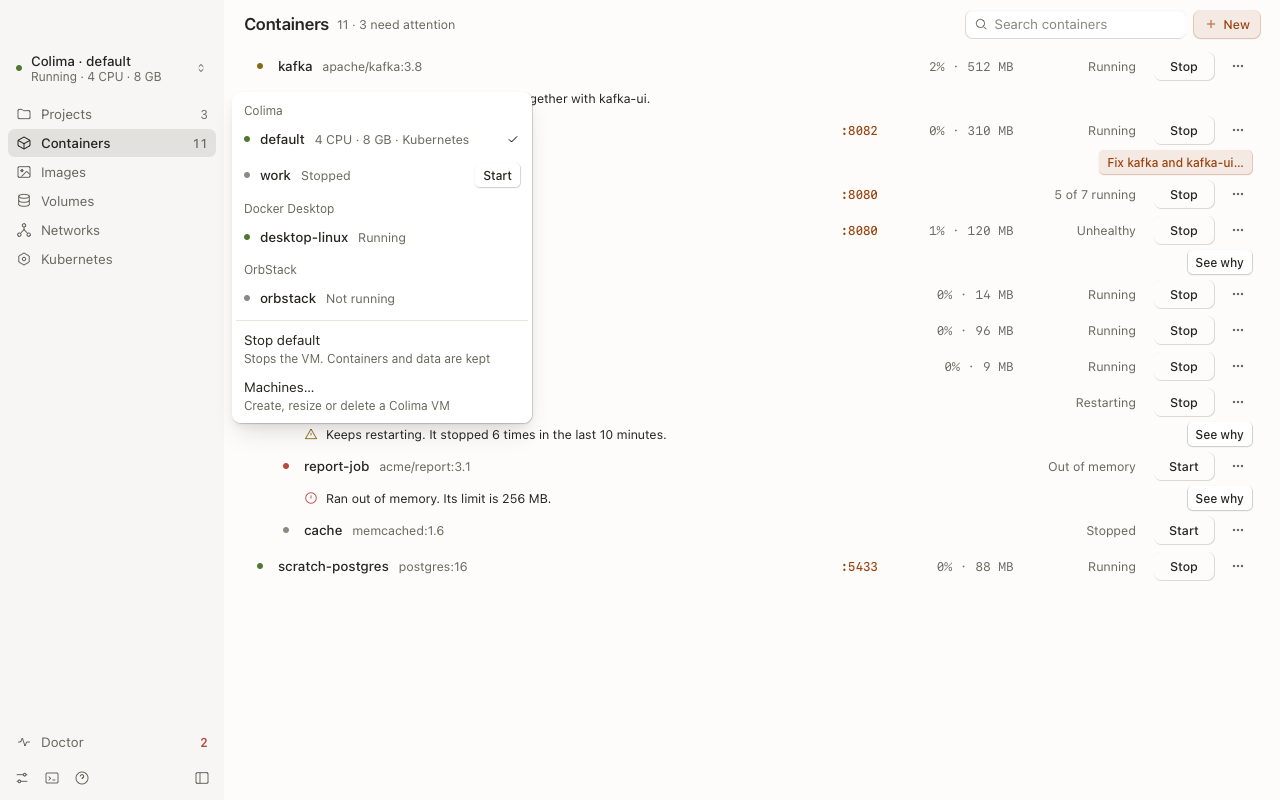 Containers 11 · 3 need attention
Search containers
+ New
Colima · default
Running · 4 CPU · 8 GB
Projects 3
Containers 11
Images
Volumes
Networks
Kubernetes
kafka apache/kafka:3.8 2% · 512 MB Running Stop ...
gether with kafka-ui.
:8082 0% · 310 MB Running Stop ...
Fix kafka and kafka-ui...
:8080 5 of 7 running Stop ...
:8080 1% · 120 MB Unhealthy Stop ...
See why
0% · 14 MB Running Stop ...
0% · 96 MB Running Stop ...
0% · 9 MB Running Stop ...
Restarting Stop ...
Colima
default 4 CPU · 8 GB · Kubernetes
work Stopped Start
Docker Desktop
desktop-linux Running
OrbStack
orbstack Not running
Stop default
Stops the VM. Containers and data are kept
Machines...
Create, resize or delete a Colima VM
Keeps restarting. It stopped 6 times in the last 10 minutes. See why
report-job acme/report:3.1 Out of memory Start ...
Ran out of memory. Its limit is 256 MB. See why
cache memcached:1.6 Stopped Start ...
scratch-postgres postgres:16 :5433 0% · 88 MB Running Stop ...
Doctor 2